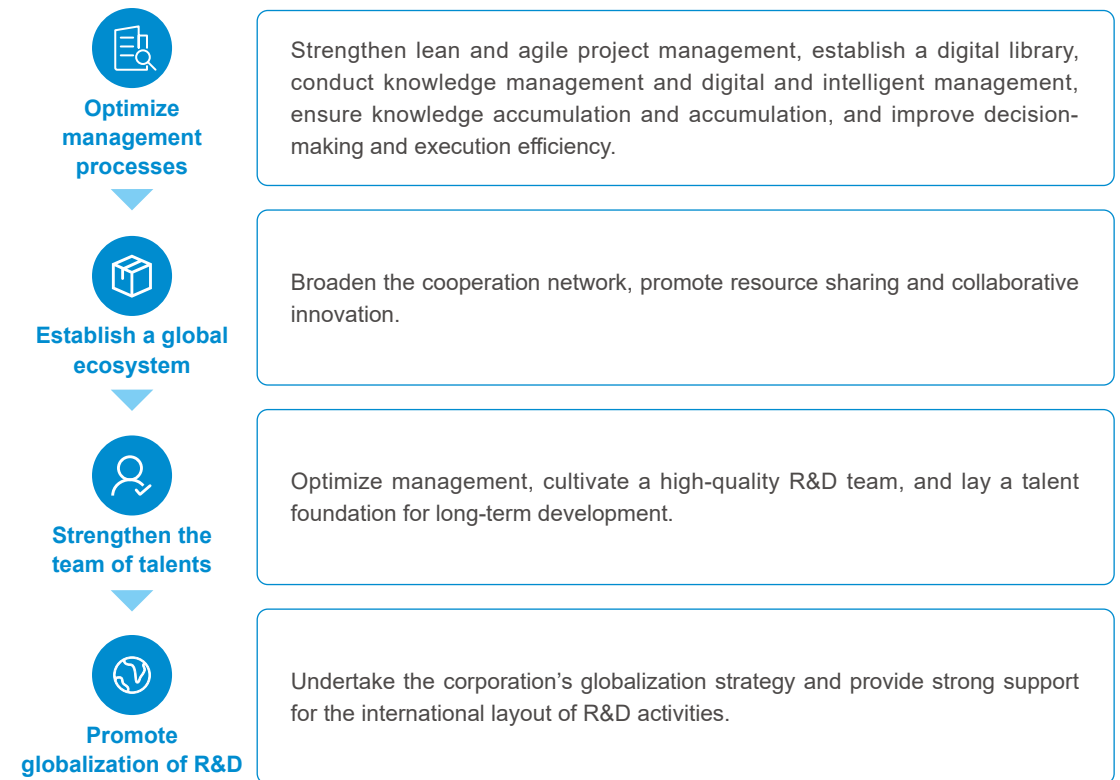 Optimize
management
processes
Strengthen lean and agile project management, establish a digital library,
conduct knowledge management and digital and intelligent management,
ensure knowledge accumulation and accumulation, and improve decision-
making and execution efficiency.
Establish a global
ecosystem
Broaden the cooperation network, promote resource sharing and collaborative
innovation.
Strengthen the
team of talents
Optimize management, cultivate a high-quality R&D team, and lay a talent
foundation for long-term development.
Promote
globalization of R&D
Undertake the corporation’s globalization strategy and provide strong support
for the international layout of R&D activities.